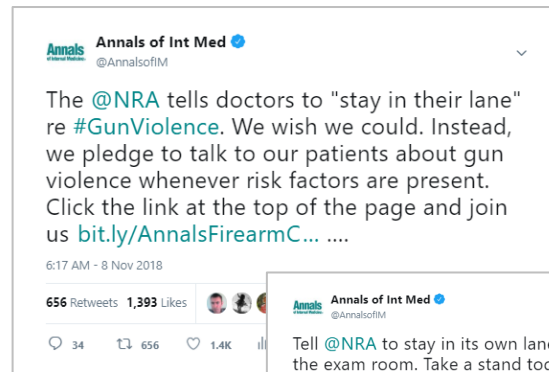 Annals
of Internal Medicine
Annals of Int Med
@AnnalsofIM
The @NRA tells doctors to "stay in their lane"
re #GunViolence. We wish we could. Instead,
we pledge to talk to our patients about gun
violence whenever risk factors are present.
Click the link at the top of the page and join
us bit.ly/AnnalsFirearmC... ....
6:17 AM - 8 Nov 2018
656 Retweets 1,393 Likes
34 656 1.4K
Annals
of Internal Medicine
Annals of Int Med
@AnnalsofIM
Tell @NRA to stay in its own lane
the exam room. Take a stand